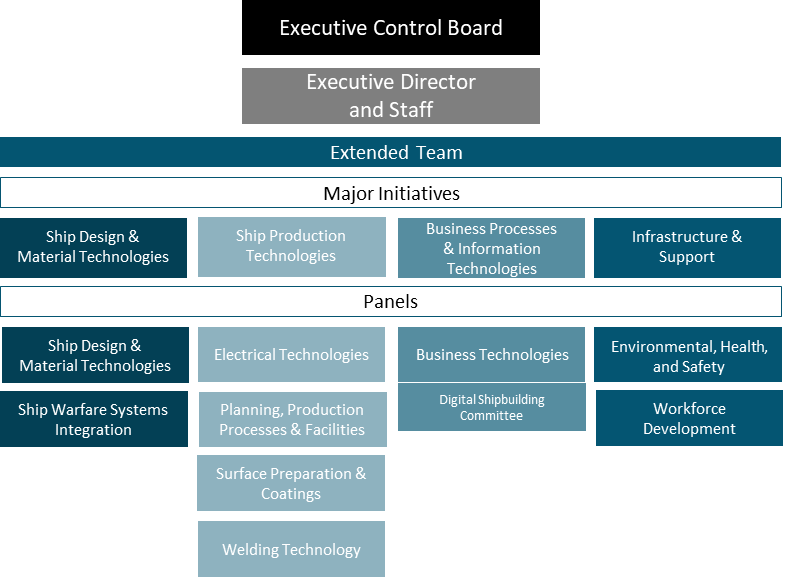 Executive Control Board
Executive Director
and Staff
Extended Team
Major Initiatives
Ship Design &
Material Technologies
Ship Production
Technologies
Business Processes
& Information
Technologies
Infrastructure &
Support
Panels
Ship Design &
Material Technologies
Electrical Technologies
Business Technologies
Environmental, Health,
and Safety
Ship Warfare Systems
Integration
Planning, Production
Processes & Facilities
Digital Shipbuilding
Committee
Workforce
Development
Surface Preparation &
Coatings
Welding Technology